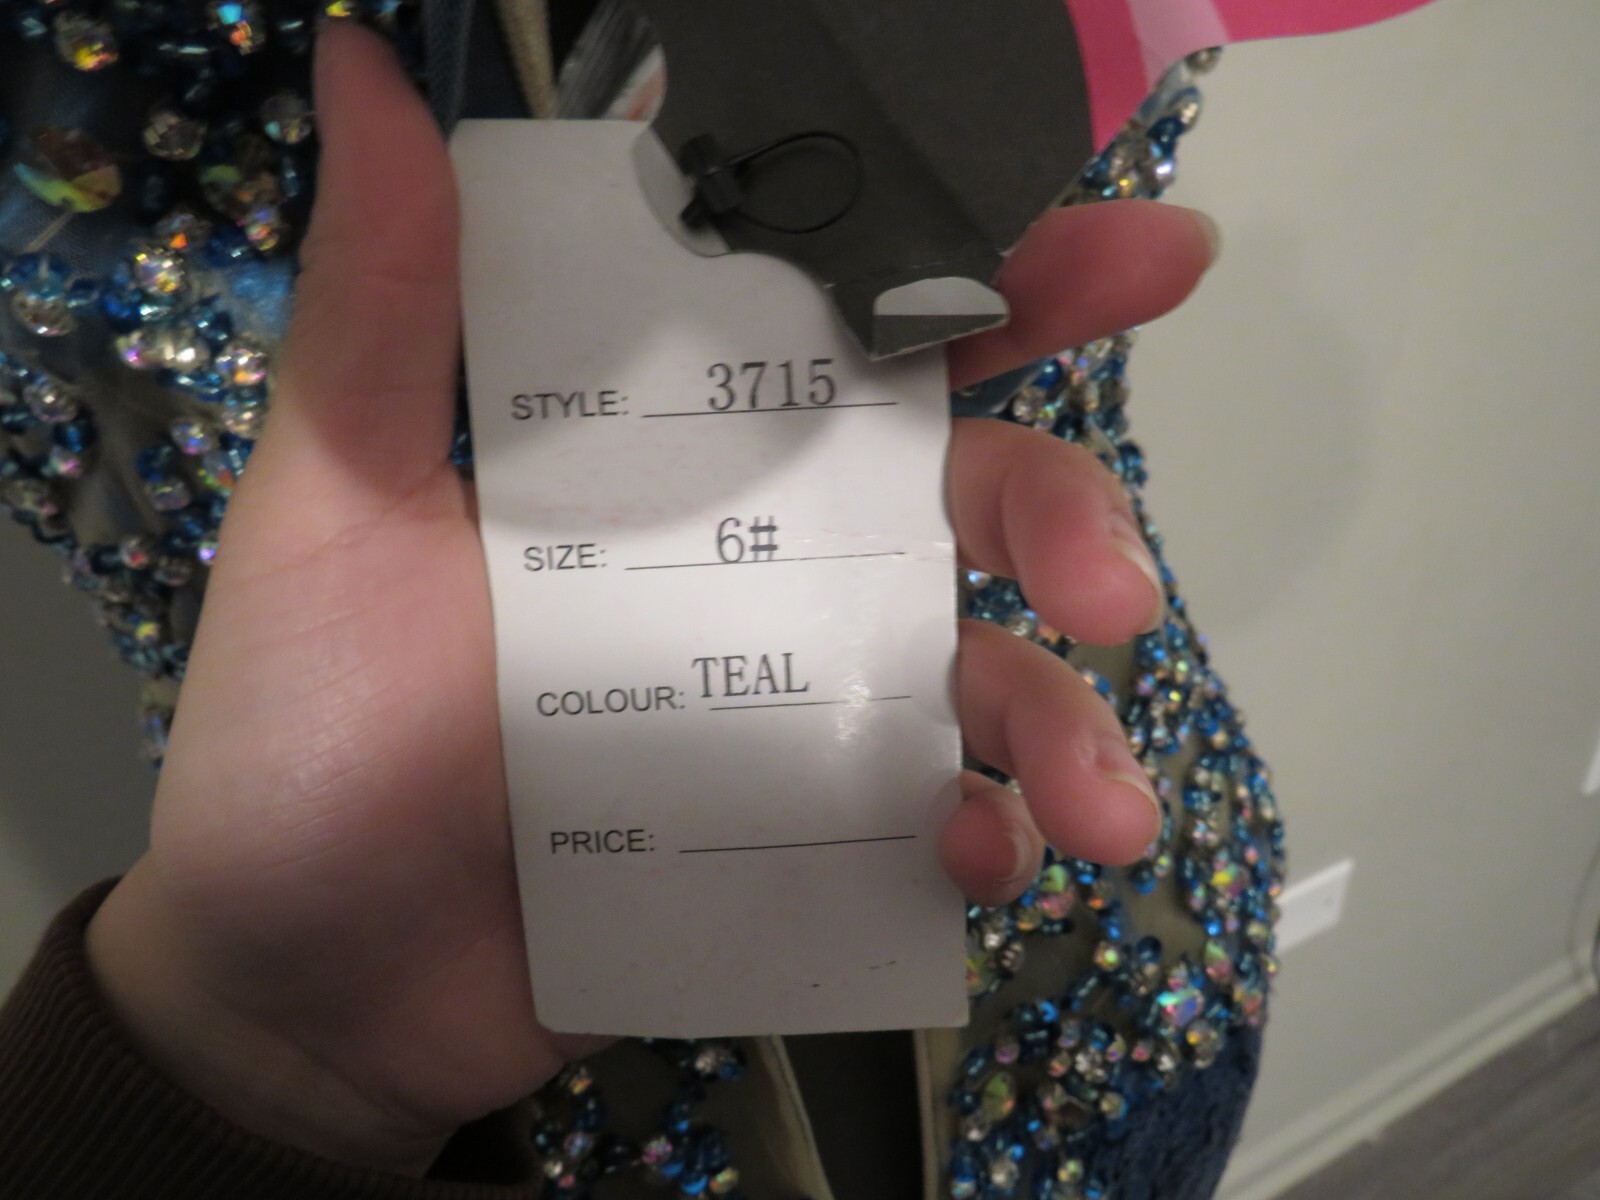 STYLE: 3715
SIZE: 6#
COLOUR: TEAL
PRICE: